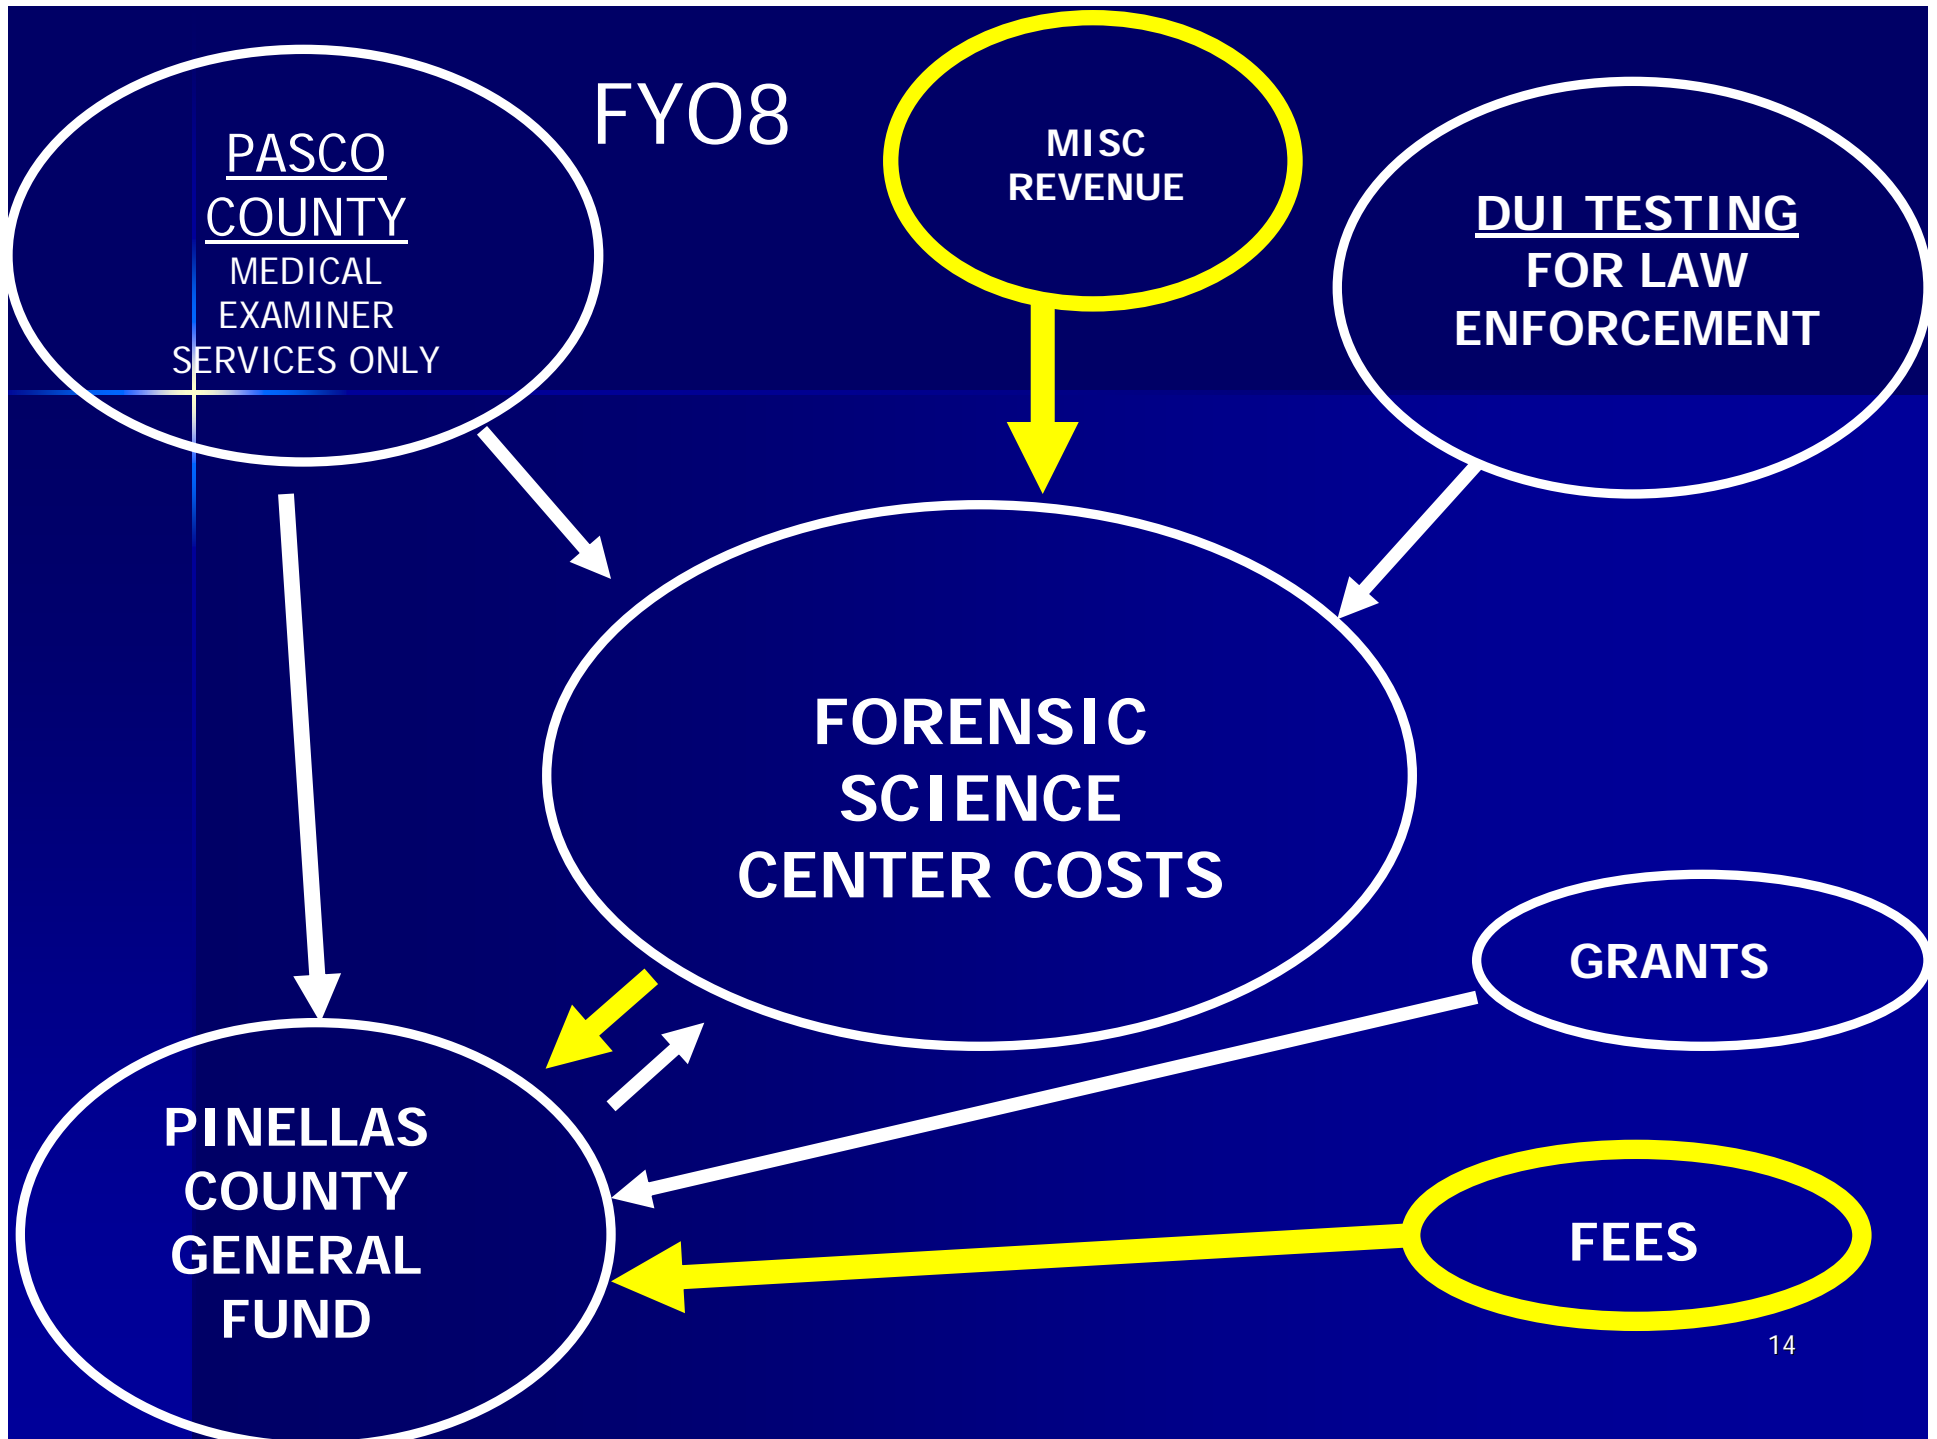 FYO8
PASCO
COUNTY
MEDICAL
EXAMINER
SERVICES ONLY
MISC
REVENUE
DUI TESTING
FOR LAW
ENFORCEMENT
FORENSIC
SCIENCE
CENTER COSTS
GRANTS
PINELLAS
COUNTY
GENERAL
FUND
FEES
14